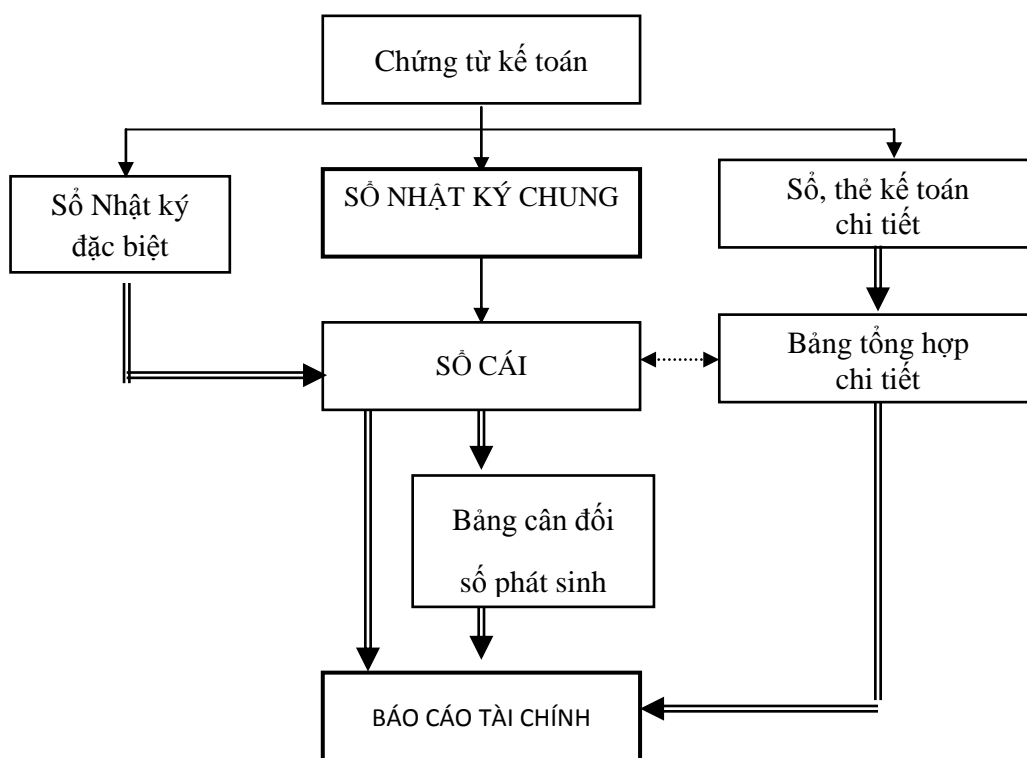 Chứng từ kế toán
Sổ Nhật ký
đặc biệt
SỔ NHẬT KÝ CHUNG
Sổ, thẻ kế toán
chi tiết
SỔ CÁI
Bảng tổng hợp
chi tiết
Bảng cân đối
số phát sinh
BÁO CÁO TÀI CHÍNH